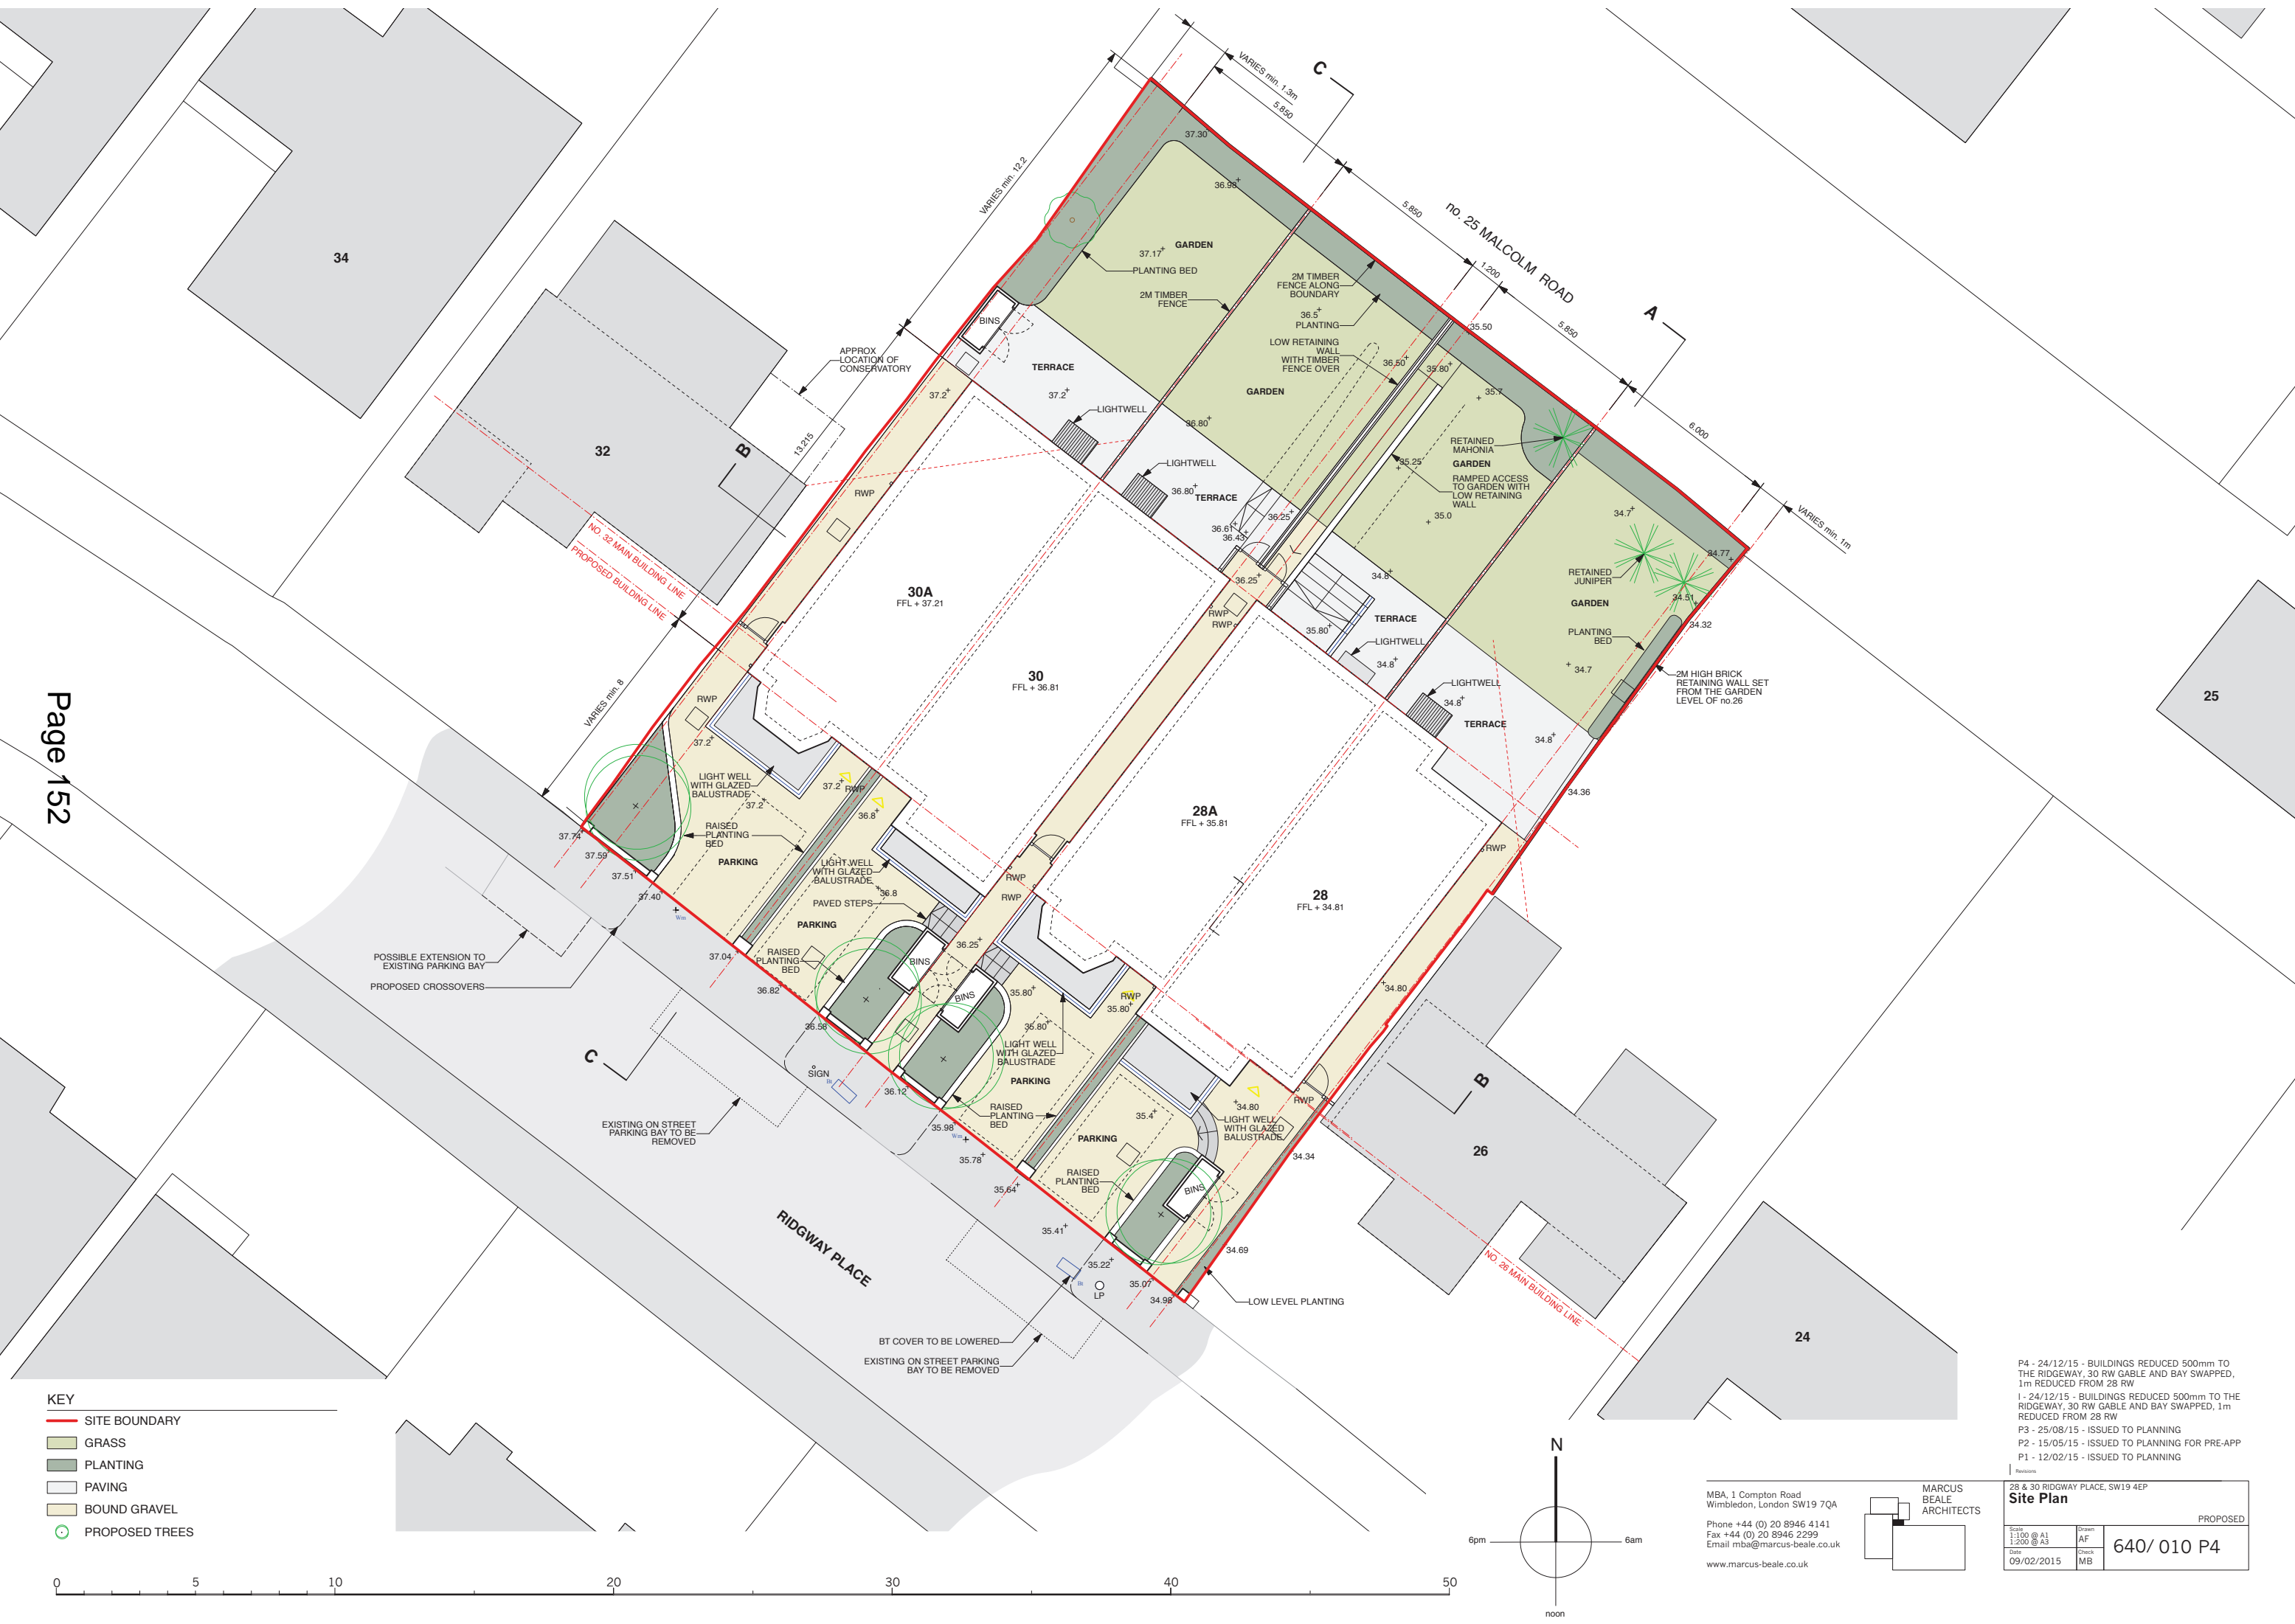 Page 152
34
32
25
26
24
no. 25 MALCOLM ROAD
RIDGWAY PLACE
VARIES min. 1.3m
5.850
5.850
1.200
5.850
6.000
VARIES min. 1m
VARIES min. 12.2
13.215
VARIES min. 8
C
A
B
C
B
37.30
36.98
37.17
GARDEN
PLANTING BED
2M TIMBER
FENCE
2M TIMBER
FENCE ALONG
BOUNDARY
36.5
PLANTING
LOW RETAINING
WALL
WITH TIMBER
FENCE OVER
36.50
35.80
35.50
35.7
BINS
APPROX
LOCATION OF
CONSERVATORY
TERRACE
37.2
37.2
LIGHTWELL
GARDEN
36.80
LIGHTWELL
36.80
TERRACE
36.61
36.43
36.25
36.25
RETAINED
MAHONIA
35.25
GARDEN
RAMPED ACCESS
TO GARDEN WITH
LOW RETAINING
WALL
35.0
34.7
34.77
RETAINED
JUNIPER
34.51
GARDEN
34.32
PLANTING
BED
34.7
2M HIGH BRICK
RETAINING WALL SET
FROM THE GARDEN
LEVEL OF no.26
34.8
TERRACE
35.80
LIGHTWELL
34.8
LIGHTWELL
34.8
TERRACE
34.8
34.36
RWP
NO. 32 MAIN BUILDING LINE
PROPOSED BUILDING LINE
30A
FFL + 37.21
30
FFL + 36.81
28A
FFL + 35.81
28
FFL + 34.81
RWP
RWP
RWP
RWP
37.2
LIGHT WELL
WITH GLAZED
BALUSTRADE
37.2
37.2
RWP
36.8
RAISED
PLANTING
BED
PARKING
LIGHT WELL
WITH GLAZED
BALUSTRADE
36.8
PAVED STEPS
PARKING
RAISED
PLANTING
BED
BINS
36.25
RWP
RWP
BINS
35.80
35.80
RWP
35.80
LIGHT WELL
WITH GLAZED
BALUSTRADE
PARKING
RAISED
PLANTING
BED
35.4
PARKING
RAISED
PLANTING
BED
34.80
LIGHT WELL
WITH GLAZED
BALUSTRADE
BINS
RWP
34.80
34.34
34.69
37.74
37.59
37.51
37.40
Wm
37.04
36.82
36.58
36.12
35.98
Wm
35.78
35.64
35.41
35.22
35.07
34.98
LP
SIGN
POSSIBLE EXTENSION TO
EXISTING PARKING BAY
PROPOSED CROSSOVERS
EXISTING ON STREET
PARKING BAY TO BE
REMOVED
BT COVER TO BE LOWERED
EXISTING ON STREET PARKING
BAY TO BE REMOVED
LOW LEVEL PLANTING
NO. 26 MAIN BUILDING LINE
KEY
SITE BOUNDARY
GRASS
PLANTING
PAVING
BOUND GRAVEL
PROPOSED TREES
0
5
10
20
30
40
50
N
6pm
6am
noon
P4 - 24/12/15 - BUILDINGS REDUCED 500mm TO
THE RIDGEWAY, 30 RW GABLE AND BAY SWAPPED,
1m REDUCED FROM 28 RW
I - 24/12/15 - BUILDINGS REDUCED 500mm TO THE
RIDGEWAY, 30 RW GABLE AND BAY SWAPPED, 1m
REDUCED FROM 28 RW
P3 - 25/08/15 - ISSUED TO PLANNING
P2 - 15/05/15 - ISSUED TO PLANNING FOR PRE-APP
P1 - 12/02/15 - ISSUED TO PLANNING
Revisions
MBA, 1 Compton Road
Wimbledon, London SW19 7QA
Phone +44 (0) 20 8946 4141
Fax +44 (0) 20 8946 2299
Email mba@marcus-beale.co.uk
www.marcus-beale.co.uk
MARCUS
BEALE
ARCHITECTS
28 & 30 RIDGWAY PLACE, SW19 4EP
Site Plan
PROPOSED
Scale
1:100 @ A1
1:200 @ A3
Drawn
AF
Date
09/02/2015
Check
MB
640/ 010 P4